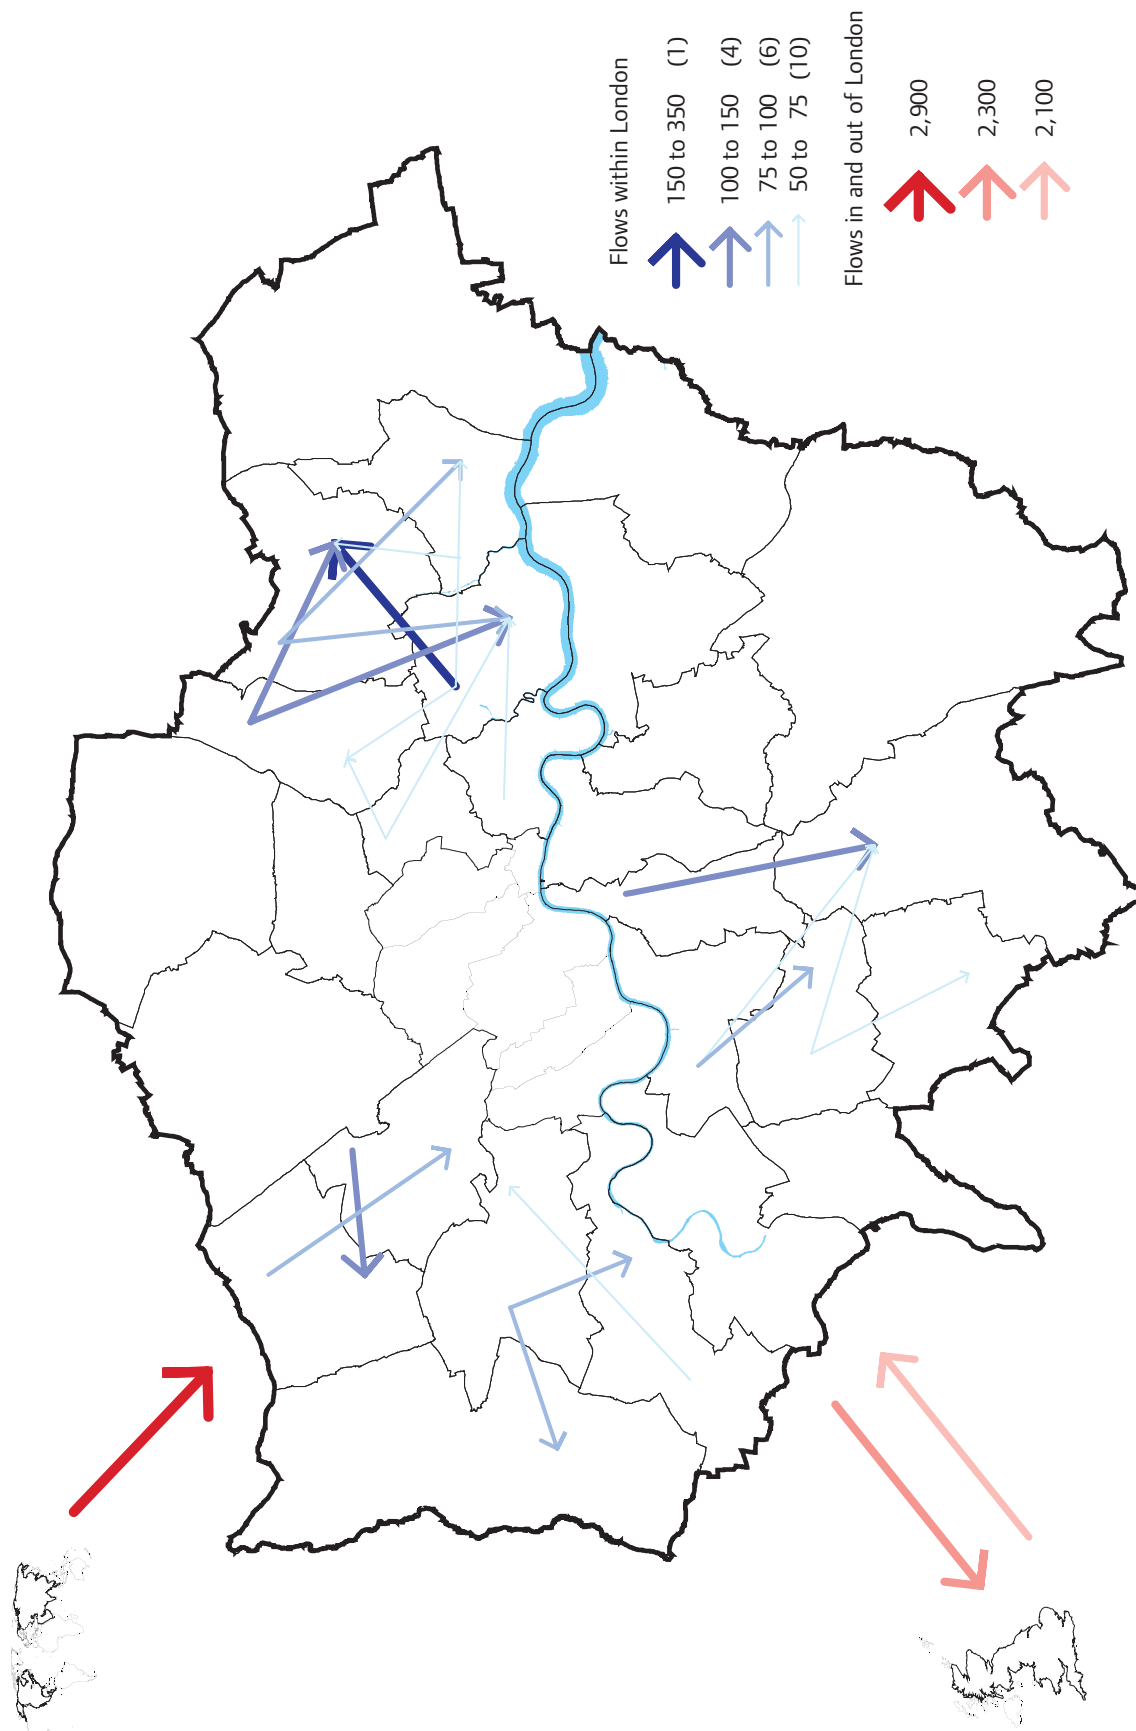 Flows within London
150 to 350 (1)
100 to 150 (4)
75 to 100 (6)
50 to 75 (10)
Flows in and out of London
2,900
2,300
2,100